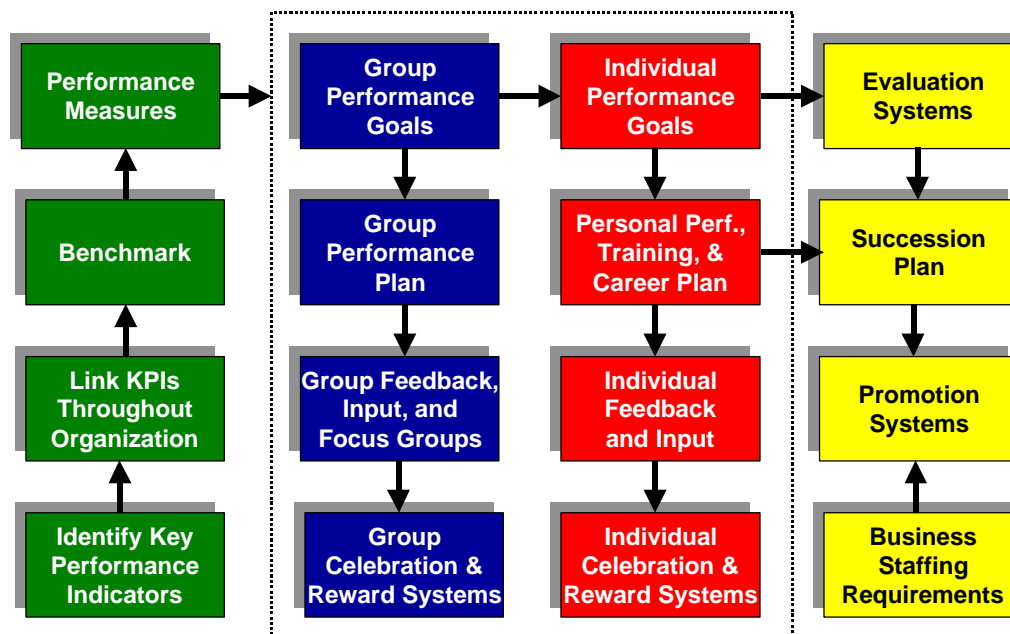 Performance
Measures
Group
Performance
Goals
Individual
Performance
Goals
Evaluation
Systems
Benchmark
Group
Performance
Plan
Personal Perf.,
Training, &
Career Plan
Succession
Plan
Link KPIs
Throughout
Organization
Group Feedback,
Input, and
Focus Groups
Individual
Feedback
and Input
Promotion
Systems
Identify Key
Performance
Indicators
Group
Celebration &
Reward Systems
Individual
Celebration &
Reward Systems
Business
Staffing
Requirements